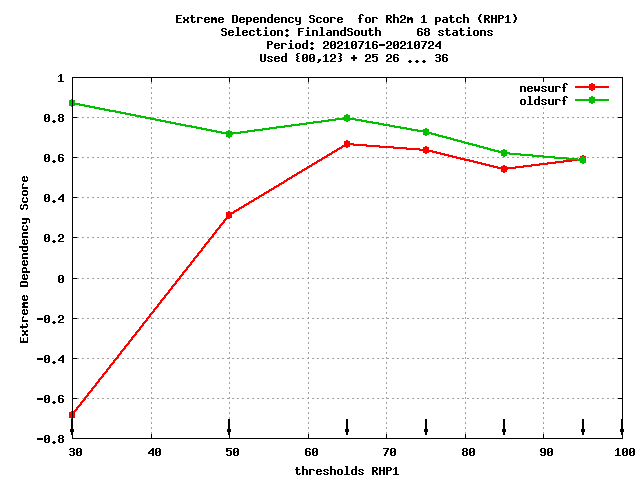 Extreme Dependency Score  for Rh2m 1 patch (RHP1)
Selection: FinlandSouth     68 stations
Period: 20210716-20210724
Used {00,12} + 25 26 ... 36
newsurf
oldsurf
Extreme Dependency Score
1
0.8
0.6
0.4
0.2
0
-0.2
-0.4
-0.6
-0.8
30 40 50 60 70 80 90 100
thresholds RHP1